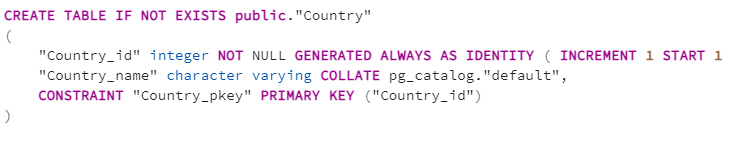 CREATE TABLE IF NOT EXISTS public."Country"
(
"Country_id" integer NOT NULL GENERATED ALWAYS AS IDENTITY ( INCREMENT 1 START 1
"Country_name" character varying COLLATE pg_catalog."default",
CONSTRAINT "Country_pkey" PRIMARY KEY ("Country_id")
)